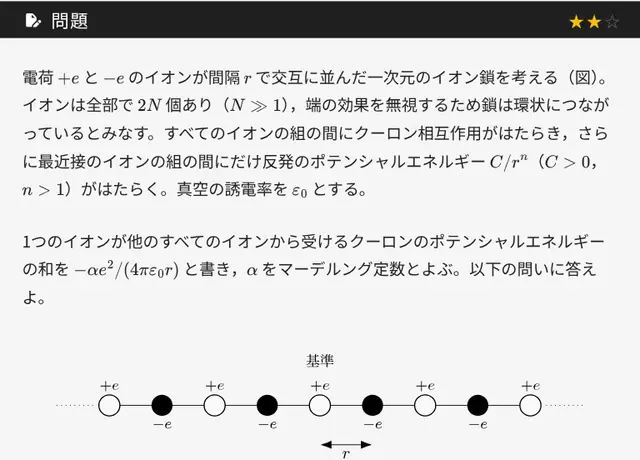 問題 ★★☆
電荷 +e と −e のイオンが間隔 r で交互に並んだ一次元のイオン鎖を考える（図）。
イオンは全部で 2N 個あり（N ≫ 1），端の効果を無視するため鎖は環状につなが
っているとみなす。すべてのイオンの組の間にクーロン相互作用がはたらき，さら
に最近接のイオンの組の間にだけ反発のポテンシャルエネルギー C/rⁿ（C > 0，
n > 1）がはたらく。真空の誘電率を ε₀ とする。
1つのイオンが他のすべてのイオンから受けるクーロンのポテンシャルエネルギー
の和を −αe²/(4πε₀r) と書き，α をマーデルング定数とよぶ。以下の問いに答え
よ。
基準
+e +e +e +e +e
−e −e −e −e
r